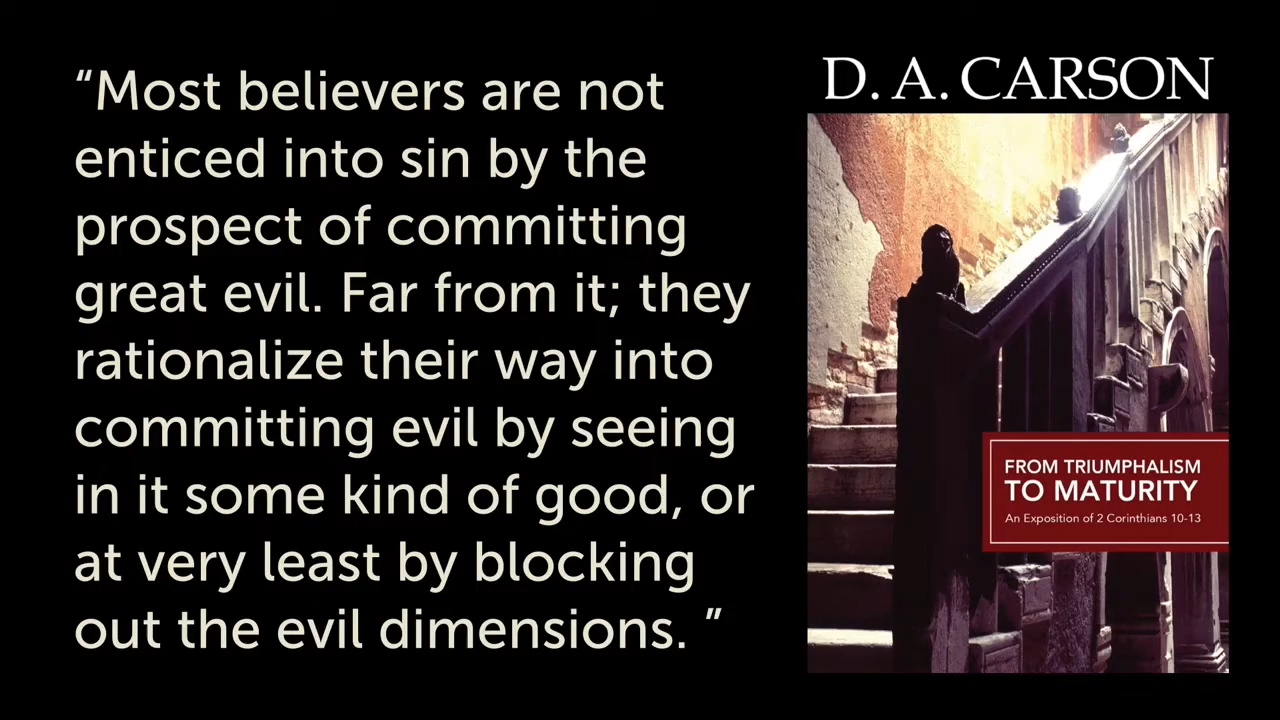 “Most believers are not
enticed into sin by the
prospect of committing
great evil. Far from it; they
rationalize their way into
committing evil by seeing
in it some kind of good, or
at very least by blocking
out the evil dimensions. ”
D. A. CARSON
FROM TRIUMPHALISM
TO MATURITY
An Exposition of 2 Corinthians 10-13